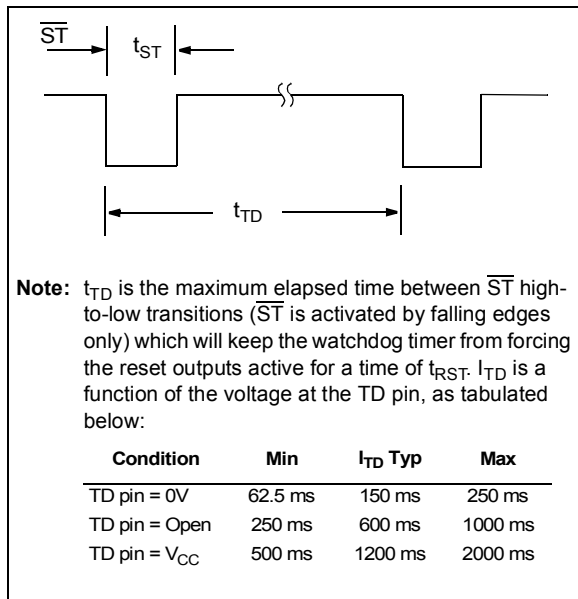 ST
tST
tTD
Note: tTD is the maximum elapsed time between ST high-
to-low transitions (ST is activated by falling edges
only) which will keep the watchdog timer from forcing
the reset outputs active for a time of tRST. ITD is a
function of the voltage at the TD pin, as tabulated
below:
Condition Min ITD Typ Max
TD pin = 0V 62.5 ms 150 ms 250 ms
TD pin = Open 250 ms 600 ms 1000 ms
TD pin = VCC 500 ms 1200 ms 2000 ms